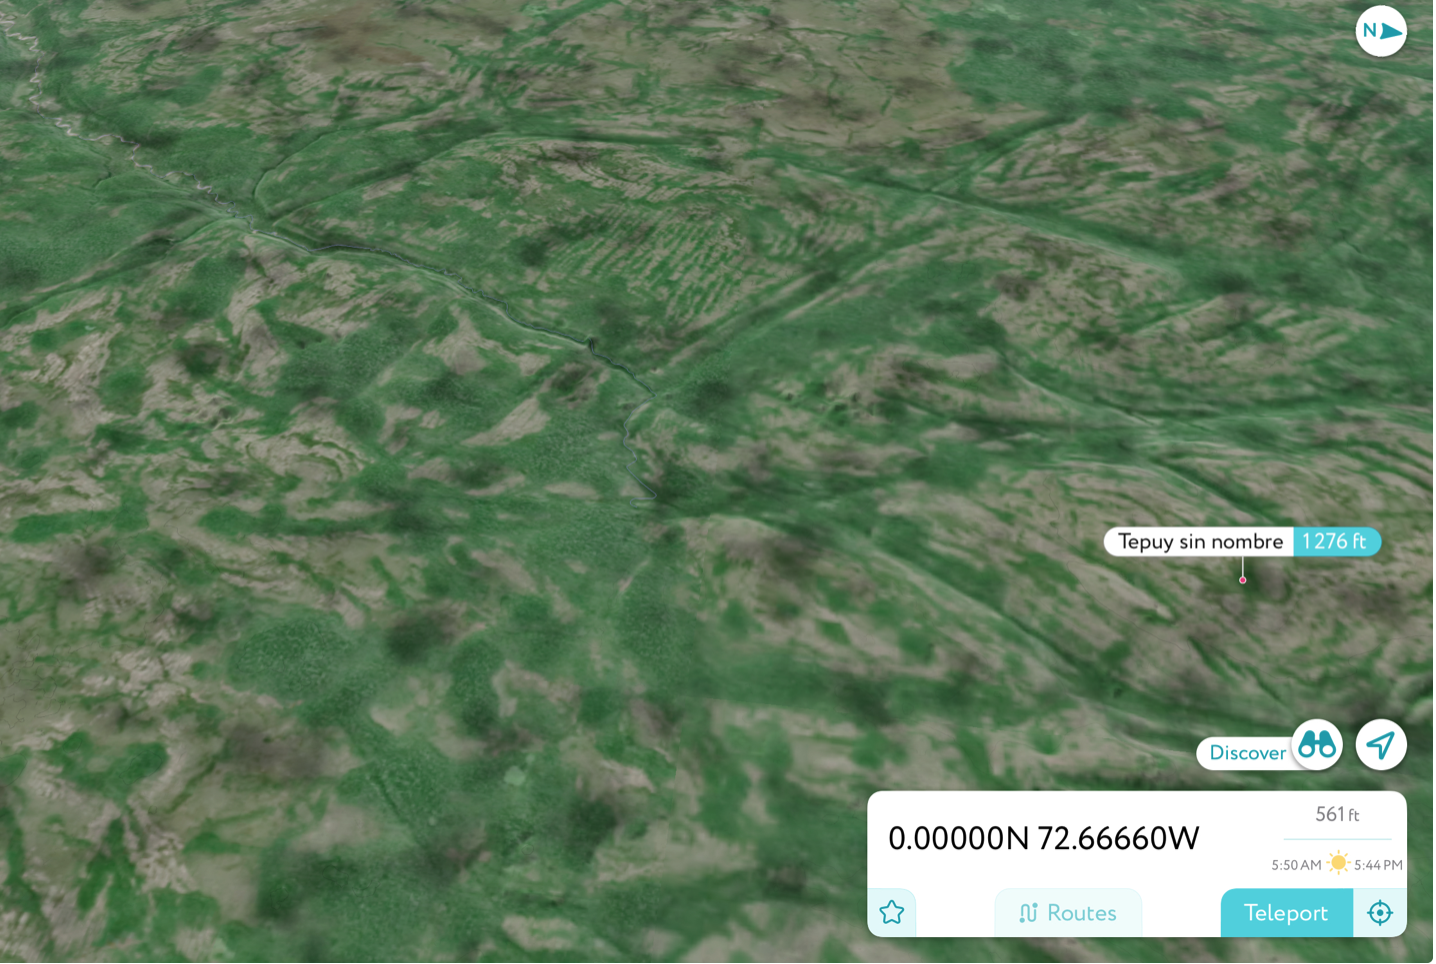 N
Tepuy sin nombre 1276 ft
Discover
0.00000N 72.66660W
561 ft
5:50 AM 5:44 PM
Routes
Teleport